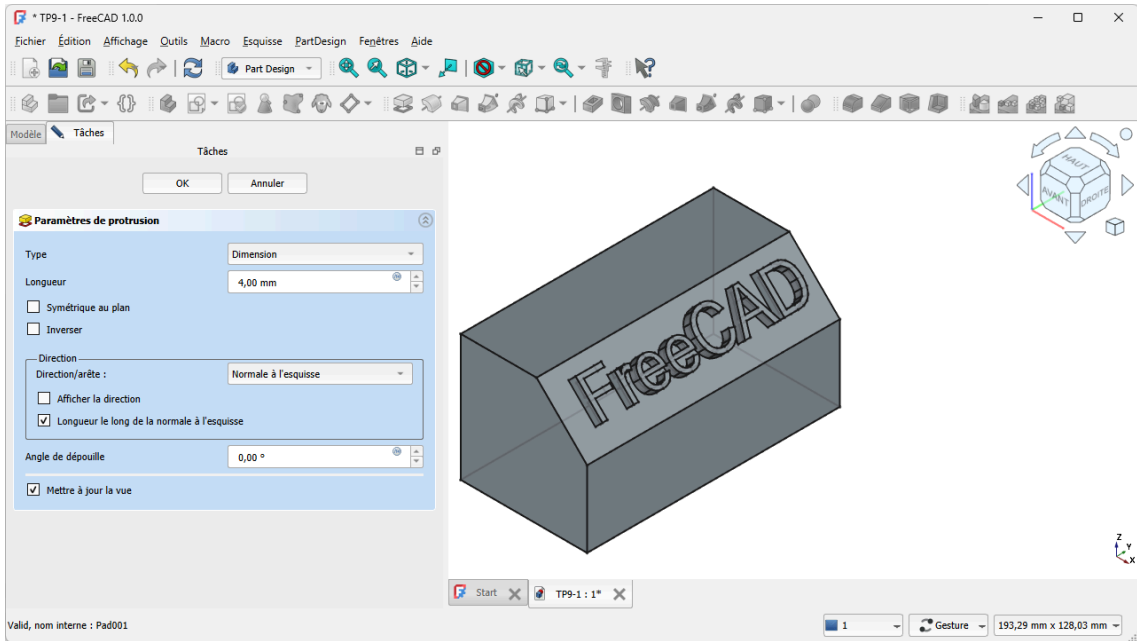 * TP9-1 - FreeCAD 1.0.0
Fichier Édition Affichage Outils Macro Esquisse PartDesign Fenêtres Aide
Part Design
Modèle Tâches
Tâches
OK Annuler
Paramètres de protrusion
Type Dimension
Longueur 4,00 mm
Symétrique au plan
Inverser
Direction
Direction/arête : Normale à l'esquisse
Afficher la direction
Longueur le long de la normale à l'esquisse
Angle de dépouille 0,00 °
Mettre à jour la vue
HAUT
AVANT DROITE
FreeCAD
Z
Y
X
Start TP9-1 : 1*
Valid, nom interne : Pad001 1 Gesture 193,29 mm x 128,03 mm